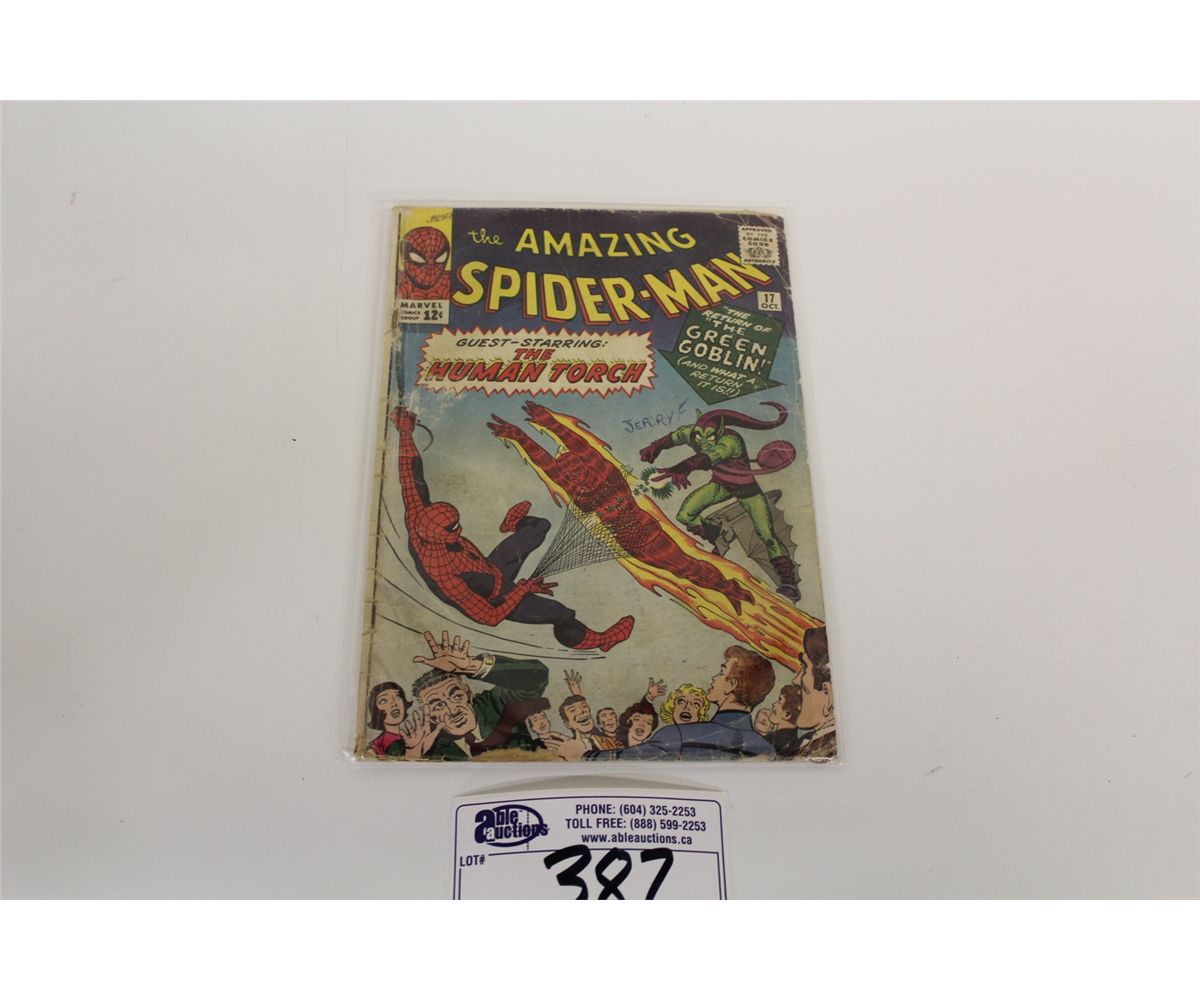 the AMAZING
SPIDER-MAN
APPROVED
BY THE
COMICS
CODE
AUTHORITY
MARVEL
COMICS
GROUP 12¢
17
OCT.
GUEST-STARRING:
THE
HUMAN TORCH
"THE
RETURN OF
THE
GREEN
GOBLIN!"
(AND WHAT A
RETURN
IT IS!!)
JERRY
able
auctions
PHONE: (604) 325-2253
TOLL FREE: (888) 599-2253
www.ableauctions.ca
LOT#
387